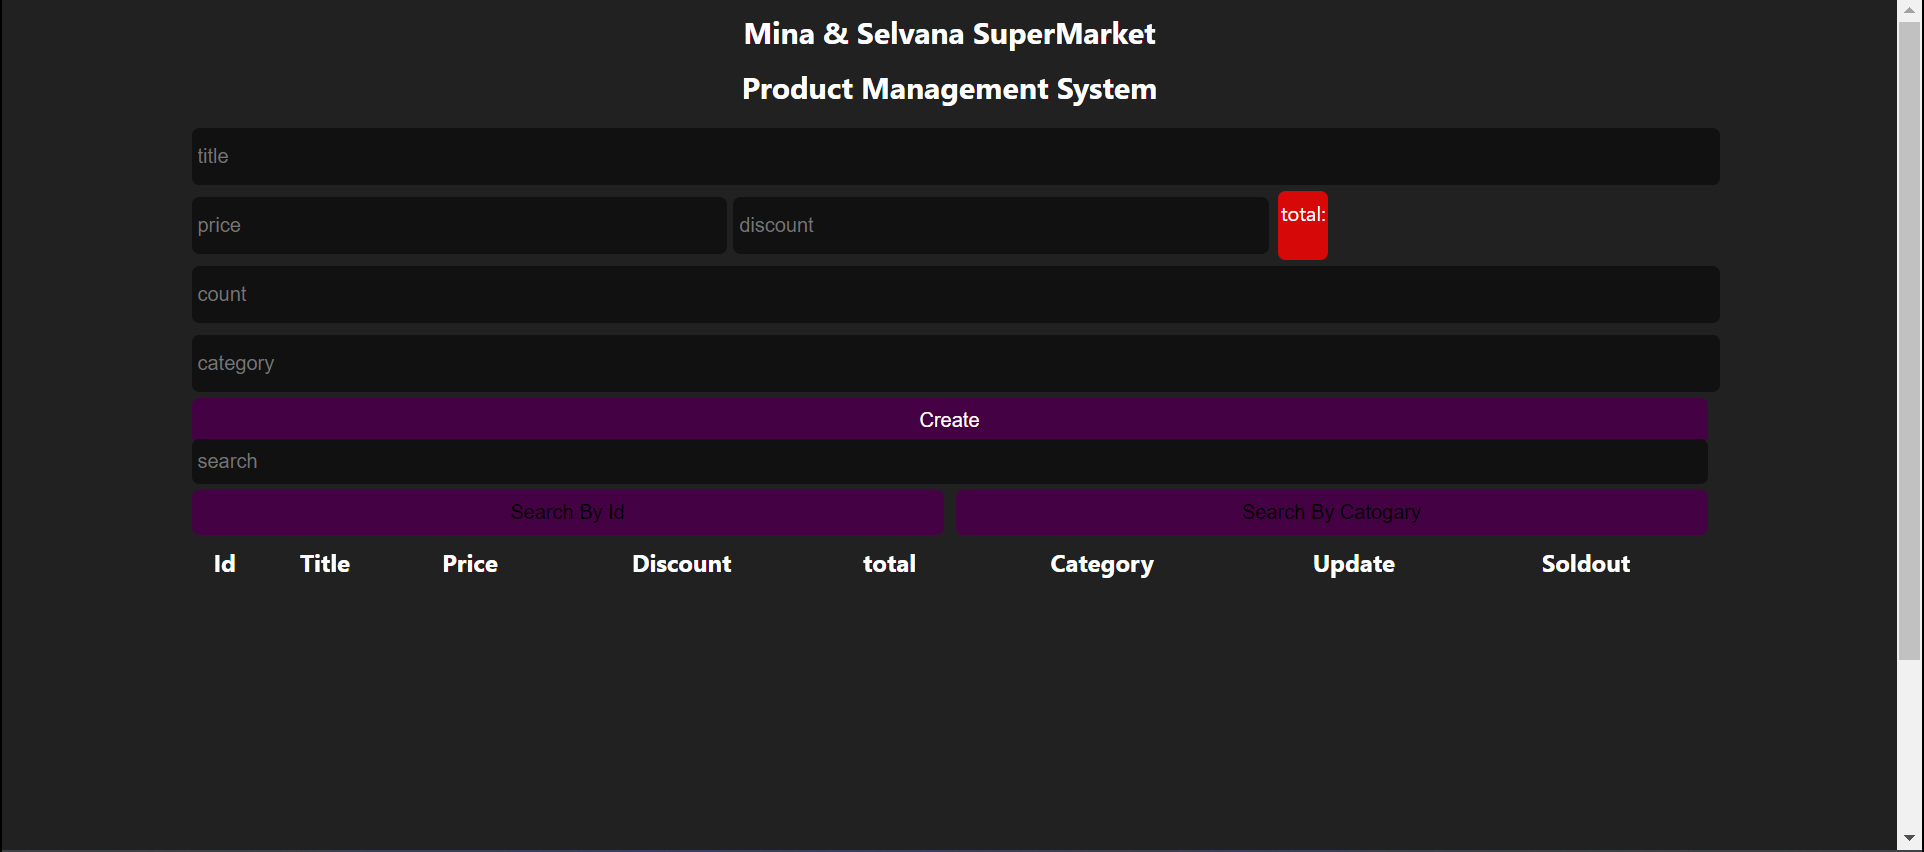 Mina & Selvana SuperMarket
Product Management System
title
price discount total:
count
category
Create
search
Search By Id Search By Catogary
Id Title Price Discount total Category Update Soldout